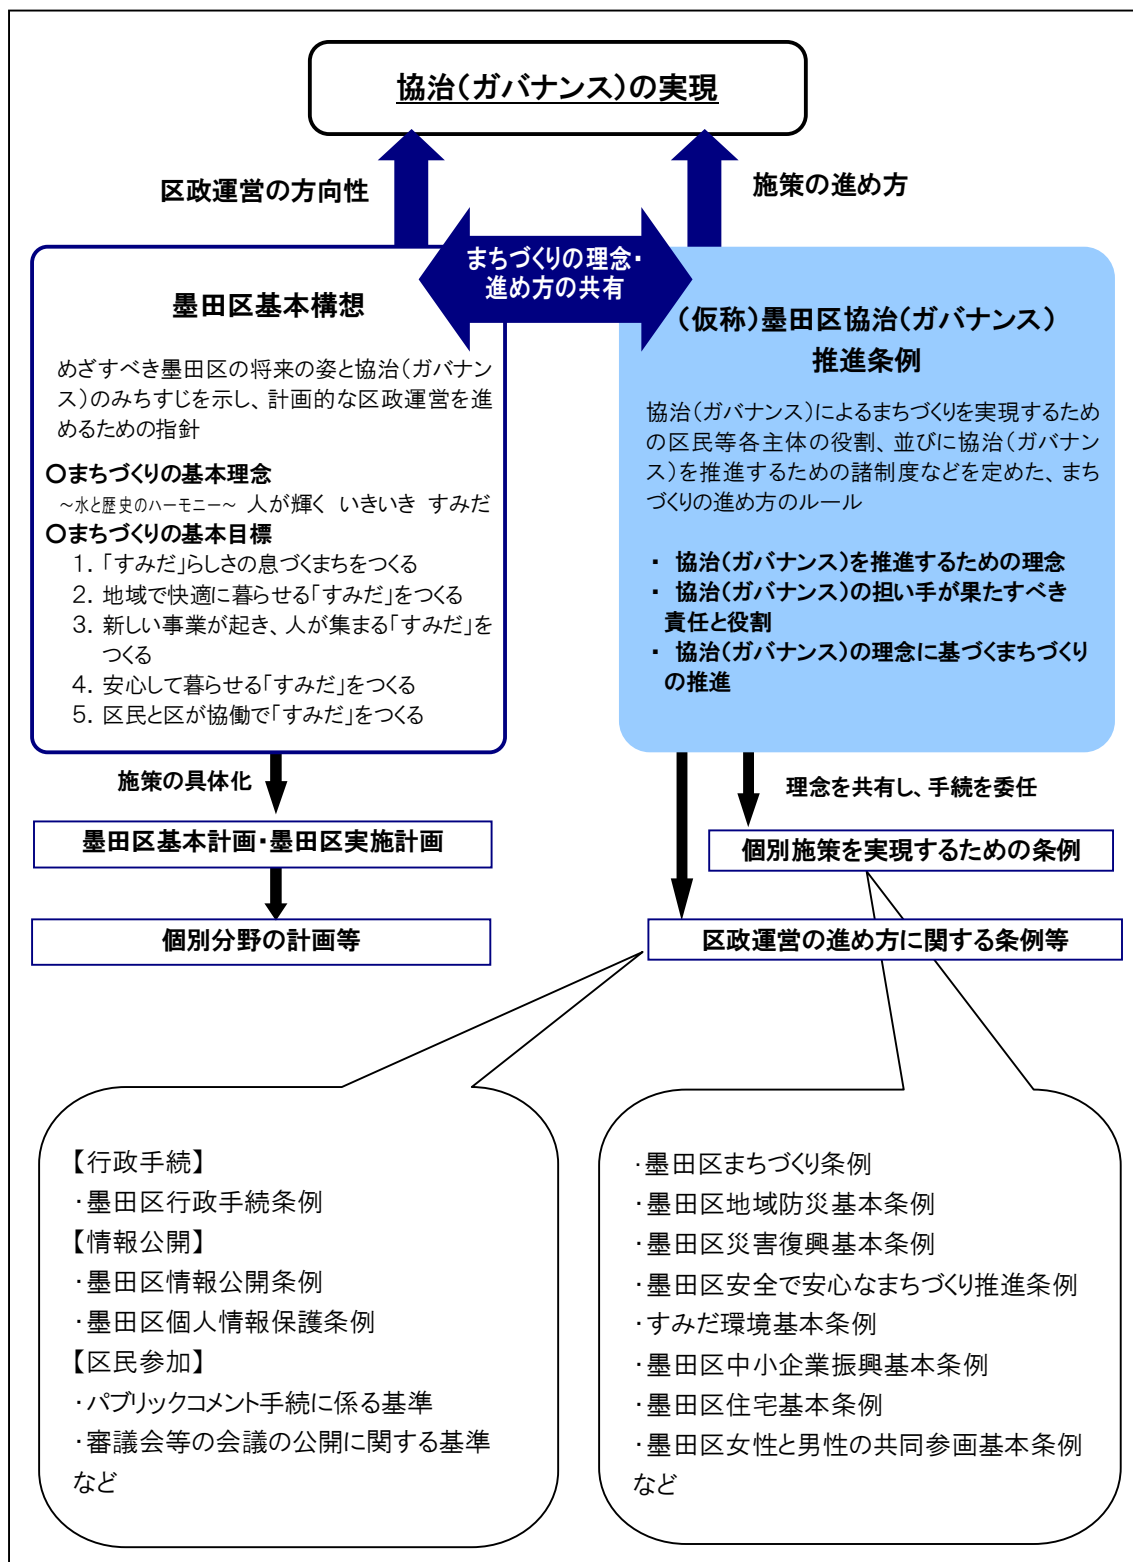 協治(ガバナンス)の実現
区政運営の方向性
施策の進め方
まちづくりの理念・
進め方の共有
墨田区基本構想
めざすべき墨田区の将来の姿と協治(ガバナン
ス)のみちすじを示し、計画的な区政運営を進
めるための指針
○まちづくりの基本理念
～水と歴史のハーモニー～ 人が輝く いきいき すみだ
○まちづくりの基本目標
1. 「すみだ」らしさの息づくまちをつくる
2. 地域で快適に暮らせる「すみだ」をつくる
3. 新しい事業が起き、人が集まる「すみだ」を
つくる
4. 安心して暮らせる「すみだ」をつくる
5. 区民と区が協働で「すみだ」をつくる
(仮称)墨田区協治(ガバナンス)
推進条例
協治(ガバナンス)によるまちづくりを実現するため
の区民等各主体の役割、並びに協治(ガバナン
ス)を推進するための諸制度などを定めた、まち
づくりの進め方のルール
・ 協治(ガバナンス)を推進するための理念
・ 協治(ガバナンス)の担い手が果たすべき
責任と役割
・ 協治(ガバナンス)の理念に基づくまちづくり
の推進
施策の具体化
理念を共有し、手続を委任
墨田区基本計画・墨田区実施計画
個別施策を実現するための条例
個別分野の計画等
区政運営の進め方に関する条例等
【行政手続】
・墨田区行政手続条例
【情報公開】
・墨田区情報公開条例
・墨田区個人情報保護条例
【区民参加】
・パブリックコメント手続に係る基準
・審議会等の会議の公開に関する基準
など
・墨田区まちづくり条例
・墨田区地域防災基本条例
・墨田区災害復興基本条例
・墨田区安全で安心なまちづくり推進条例
・すみだ環境基本条例
・墨田区中小企業振興基本条例
・墨田区住宅基本条例
・墨田区女性と男性の共同参画基本条例
など